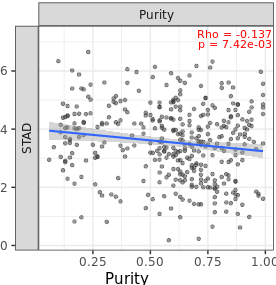 Purity
Rho = -0.137
p = 7.42e-03
STAD
6
4
2
0
0.25 0.50 0.75 1.00
Purity